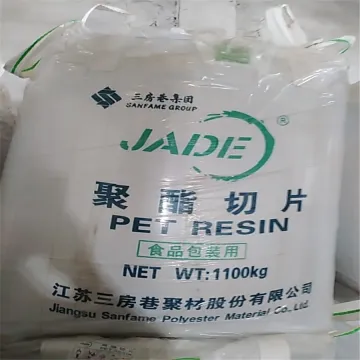 三房巷集团
SANFAME GROUP
JADE ®
聚酯切片
PET RESIN
食品包装用
NET WT:1100kg
江苏三房巷聚材股份有限公司
Jiangsu Sanfame Polyester Material Co.,Ltd.